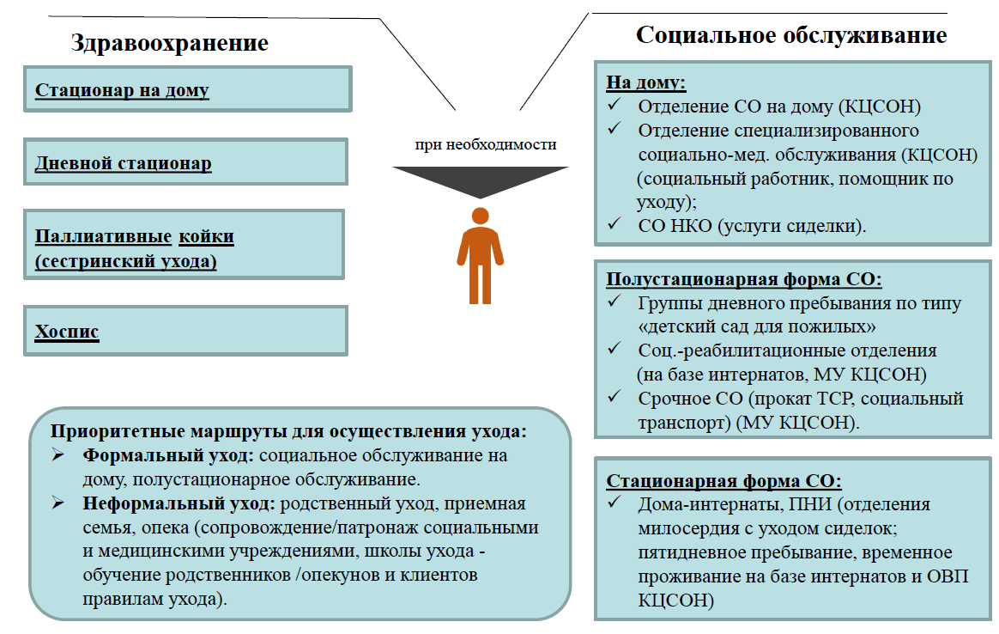 Здравоохранение
Стационар на дому
Дневной стационар
Паллиативные койки
(сестринский ухода)
Хоспис
при необходимости
Социальное обслуживание
На дому:
✓ Отделение СО на дому (КЦСОН)
✓ Отделение специализированного
социально-мед. обслуживания (КЦСОН)
(социальный работник, помощник по
уходу);
✓ СО НКО (услуги сиделки).
Полустационарная форма СО:
✓ Группы дневного пребывания по типу
«детский сад для пожилых»
✓ Соц.-реабилитационные отделения
(на базе интернатов, МУ КЦСОН)
✓ Срочное СО (прокат ТСР, социальный
транспорт) (МУ КЦСОН).
Стационарная форма СО:
✓ Дома-интернаты, ПНИ (отделения
милосердия с уходом сиделок;
пятидневное пребывание, временное
проживание на базе интернатов и ОВП
КЦСОН)
Приоритетные маршруты для осуществления ухода:
➢ Формальный уход: социальное обслуживание на
дому, полустационарное обслуживание.
➢ Неформальный уход: родственный уход, приемная
семья, опека (сопровождение/патронаж социальными
и медицинскими учреждениями, школы ухода -
обучение родственников /опекунов и клиентов
правилам ухода).